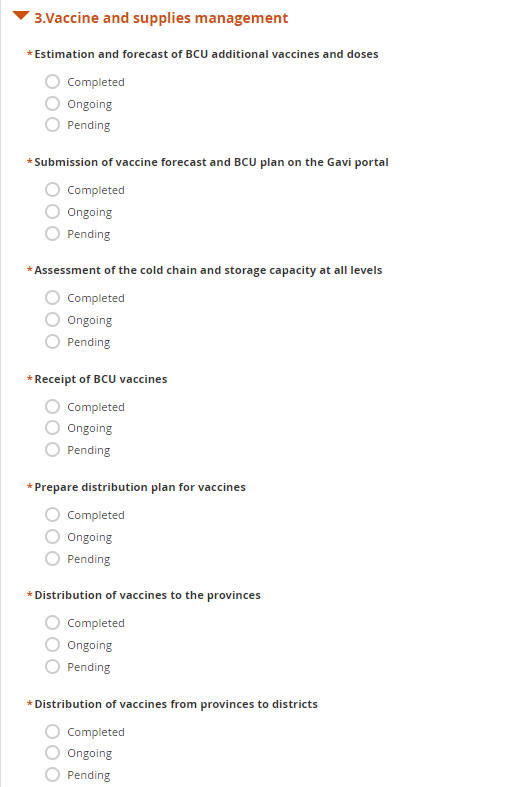 3.Vaccine and supplies management
*Estimation and forecast of BCU additional vaccines and doses
Completed
Ongoing
Pending
*Submission of vaccine forecast and BCU plan on the Gavi portal
Completed
Ongoing
Pending
*Assessment of the cold chain and storage capacity at all levels
Completed
Ongoing
Pending
*Receipt of BCU vaccines
Completed
Ongoing
Pending
*Prepare distribution plan for vaccines
Completed
Ongoing
Pending
*Distribution of vaccines to the provinces
Completed
Ongoing
Pending
*Distribution of vaccines from provinces to districts
Completed
Ongoing
Pending